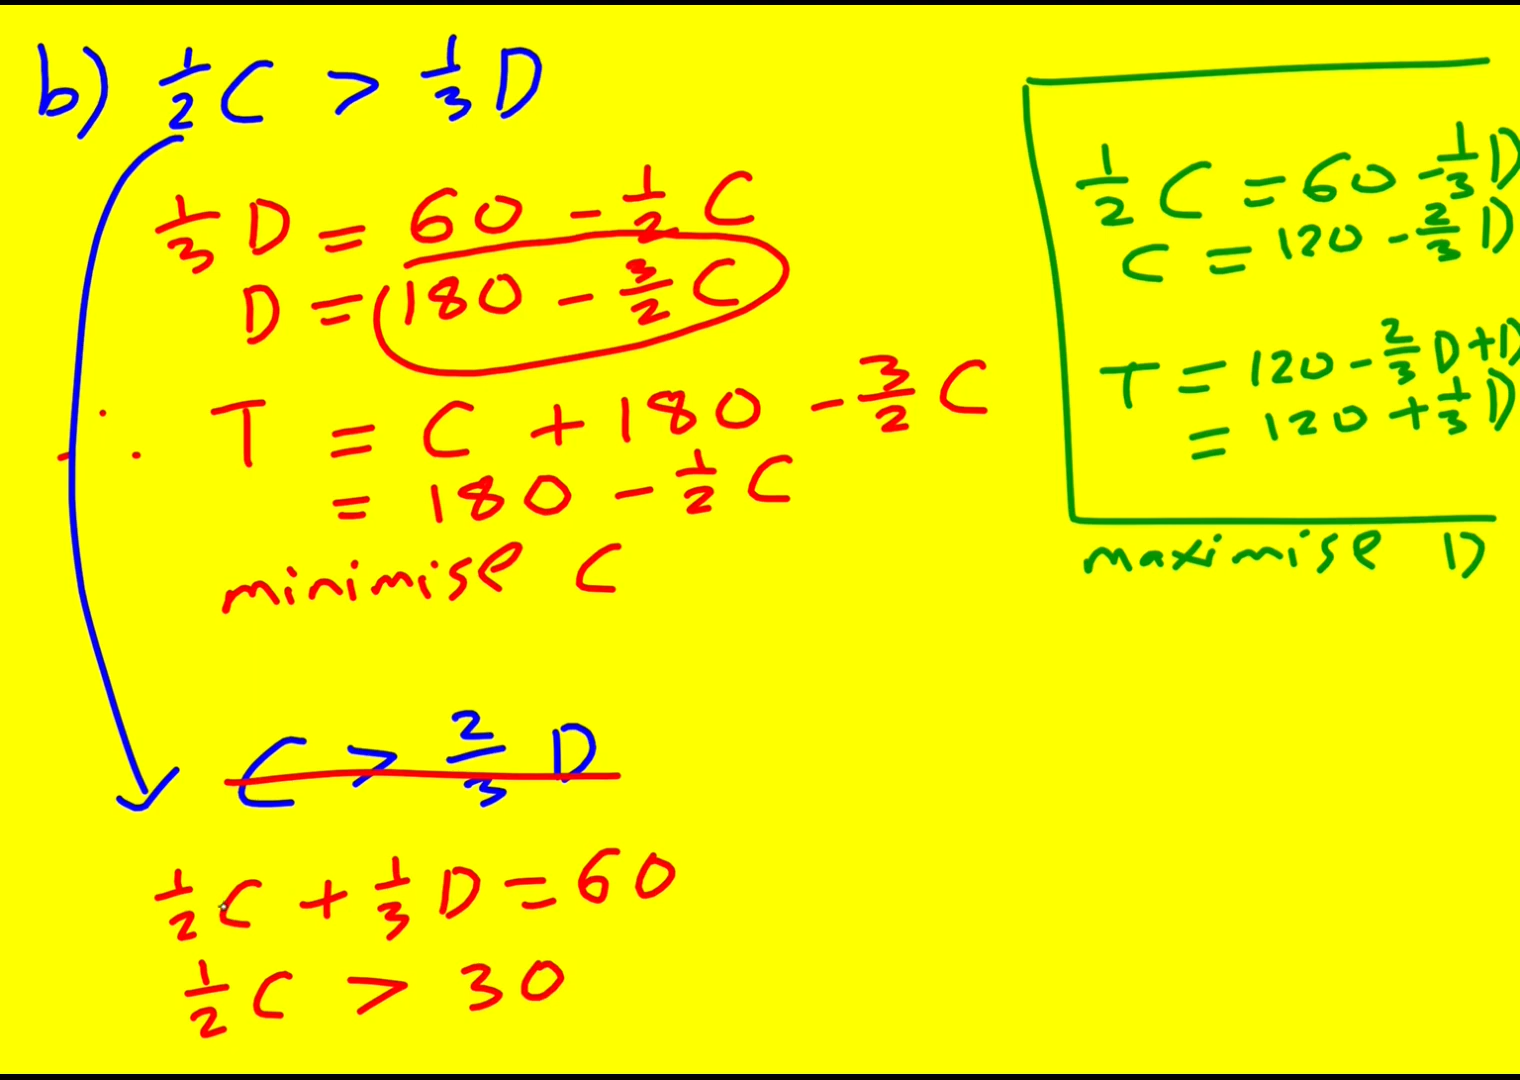 b) ½C > ⅓D
⅓D = 60 - ½C
D = 180 - 3/2 C
∴ T = C + 180 - 3/2 C
= 180 - ½C
minimise C
C > ⅔ D
½C + ⅓D = 60
½C > 30
½C = 60 - ⅓D
C = 120 - ⅔D
T = 120 - ⅔D + D
= 120 + ⅓D
maximise D